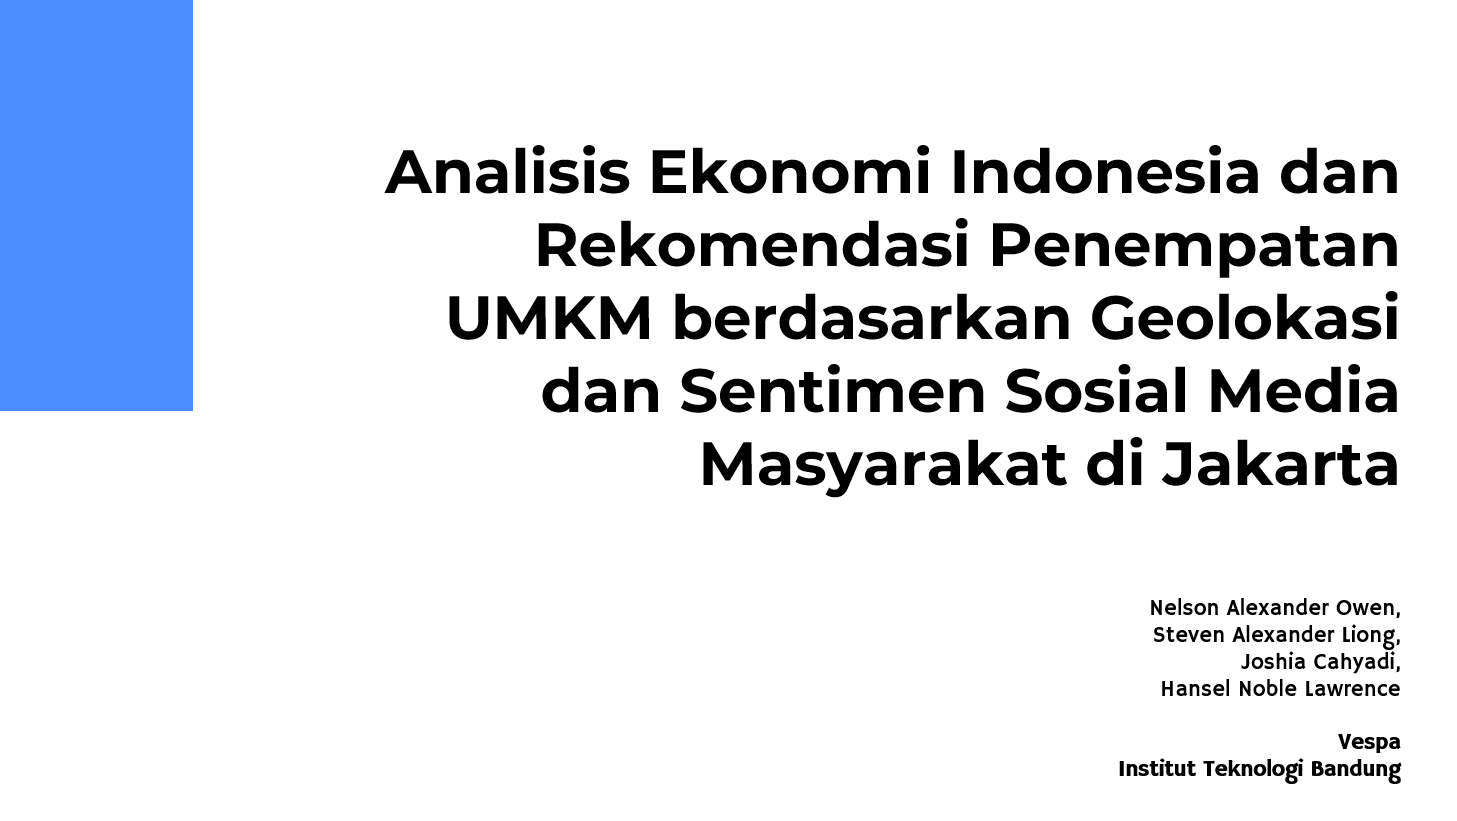 Analisis Ekonomi Indonesia dan
Rekomendasi Penempatan
UMKM berdasarkan Geolokasi
dan Sentimen Sosial Media
Masyarakat di Jakarta
Nelson Alexander Owen,
Steven Alexander Liong,
Joshia Cahyadi,
Hansel Noble Lawrence
Vespa
Institut Teknologi Bandung